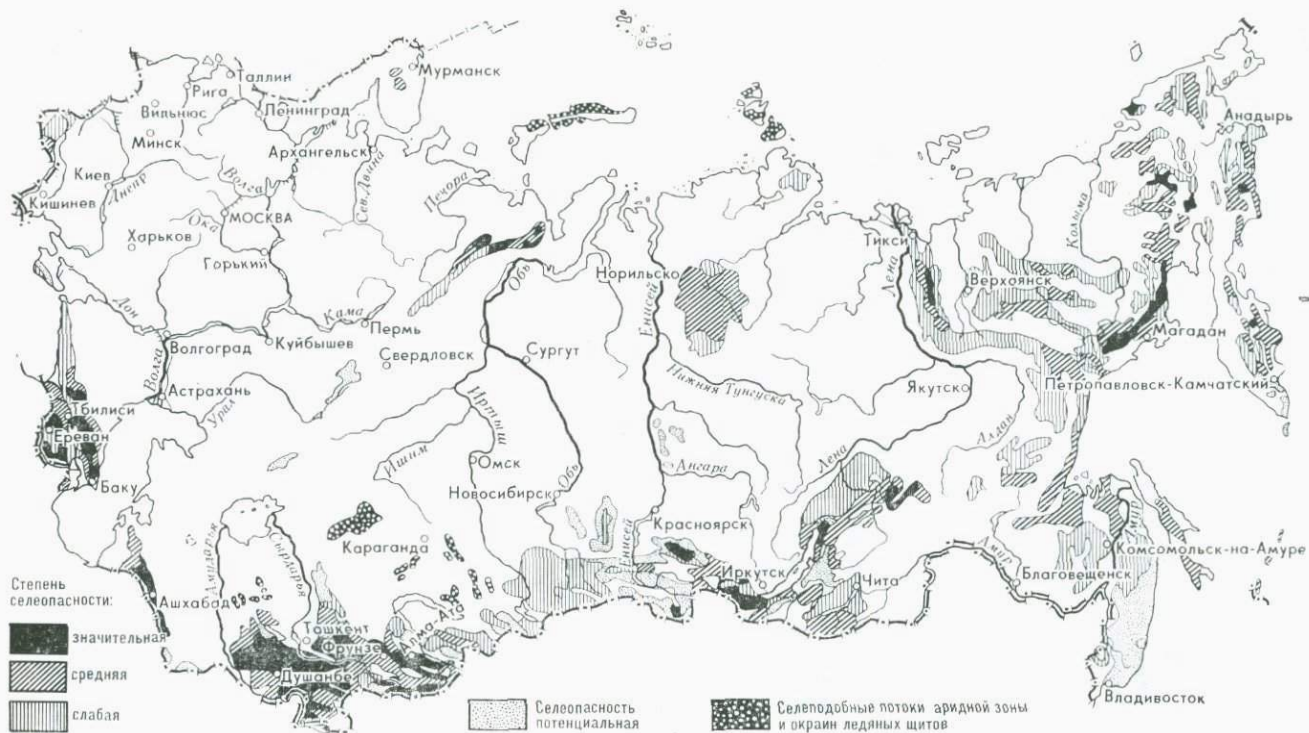 Мурманск
Таллин
Рига
Ленинград
Вильнюс
Минск
Архангельск
Анадырь
Киев
Днепр
Волга
Сев. Двина
Печора
Колыма
Кишинев
Ока
МОСКВА
Харьков
Горький
Тикси
Обь
Норильск
Енисей
Лена
Верхоянск
Дон
Кама
Пермь
Магадан
Волга
Волгоград
Куйбышев
Свердловск
Сургут
Нижняя Тунгуска
Якутск
Петропавловск-Камчатский
Астрахань
Урал
Тбилиси
Ереван
Иртыш
Алдан
Ишим
Омск
Обь
Ангара
Лена
Баку
Новосибирск
Енисей
Красноярск
Амударья
Сырдарья
Караганда
Амур
Амур
Комсомольск-на-Амуре
Иркутск
Чита
Благовещенск
Ашхабад
Ташкент
Фрунзе
Алма-Ата
Душанбе
Владивосток
Степень
селеопасности:
значительная
средняя
слабая
Селеопасность
потенциальная
Селеподобные потоки аридной зоны
и окраин ледяных щитов